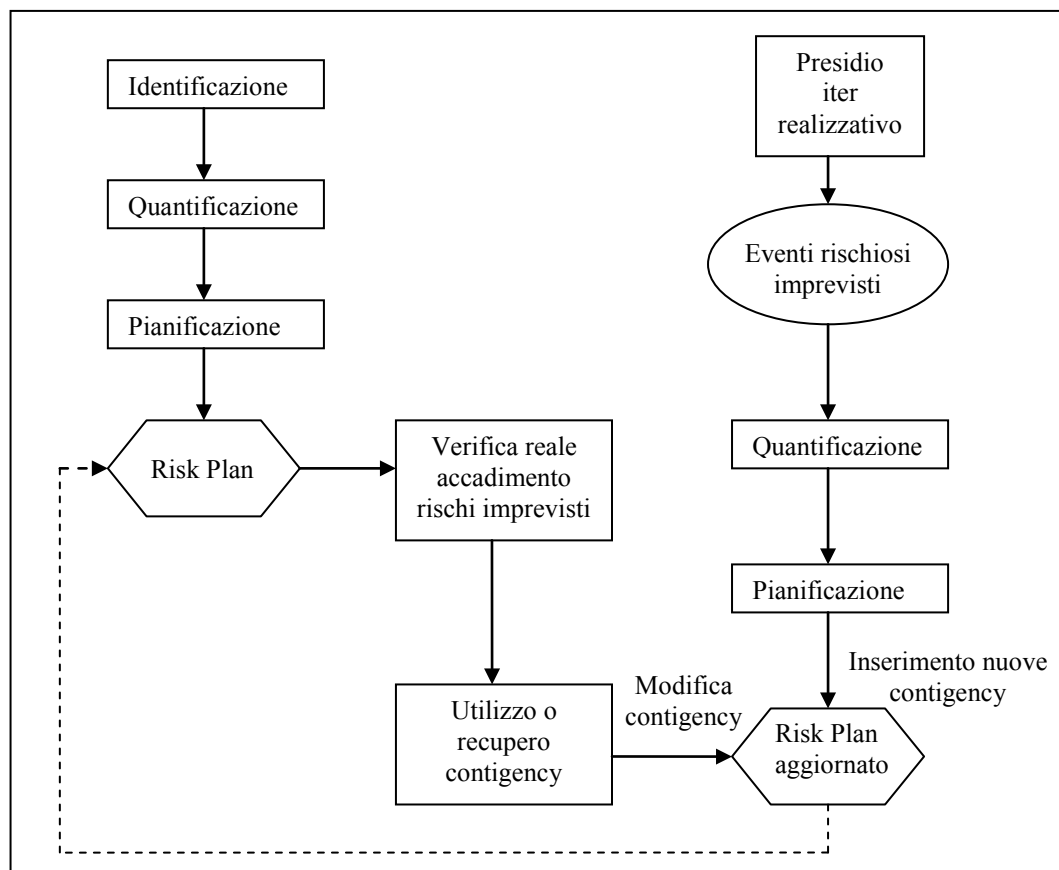 Identificazione
Quantificazione
Pianificazione
Risk Plan
Verifica reale
accadimento
rischi imprevisti
Utilizzo o
recupero
contigency
Modifica
contigency
Presidio
iter
realizzativo
Eventi rischiosi
imprevisti
Quantificazione
Pianificazione
Inserimento nuove
contigency
Risk Plan
aggiornato